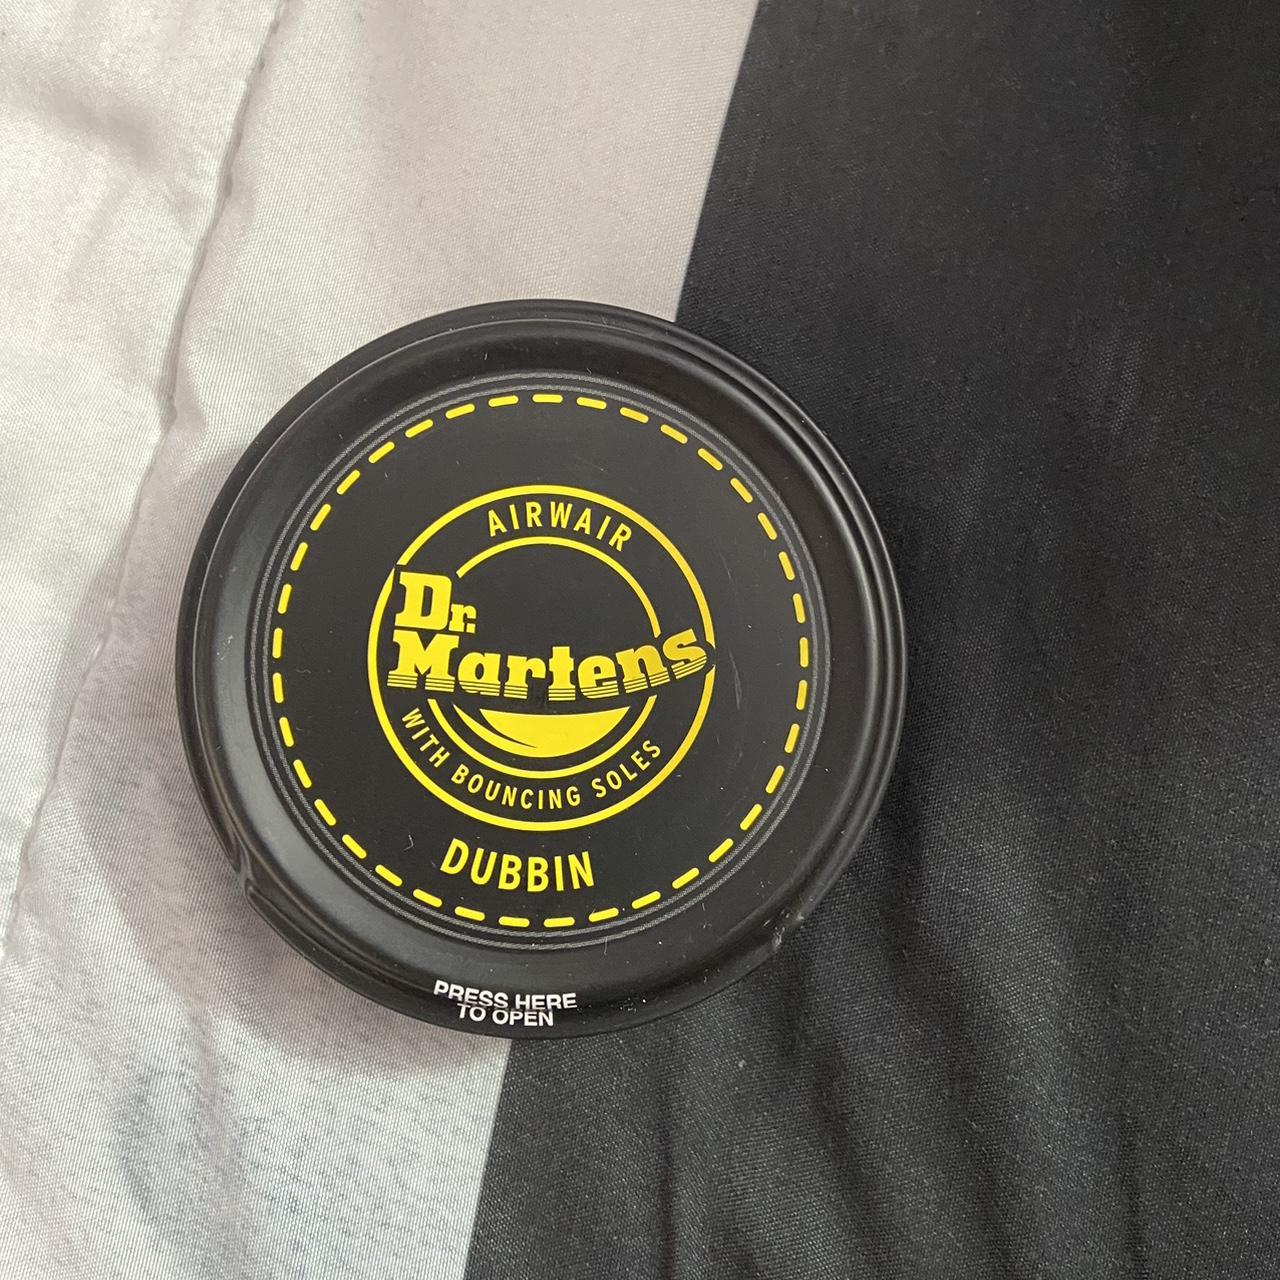 AIRWAIR
Dr.
Martens
WITH BOUNCING SOLES
DUBBIN
PRESS HERE
TO OPEN